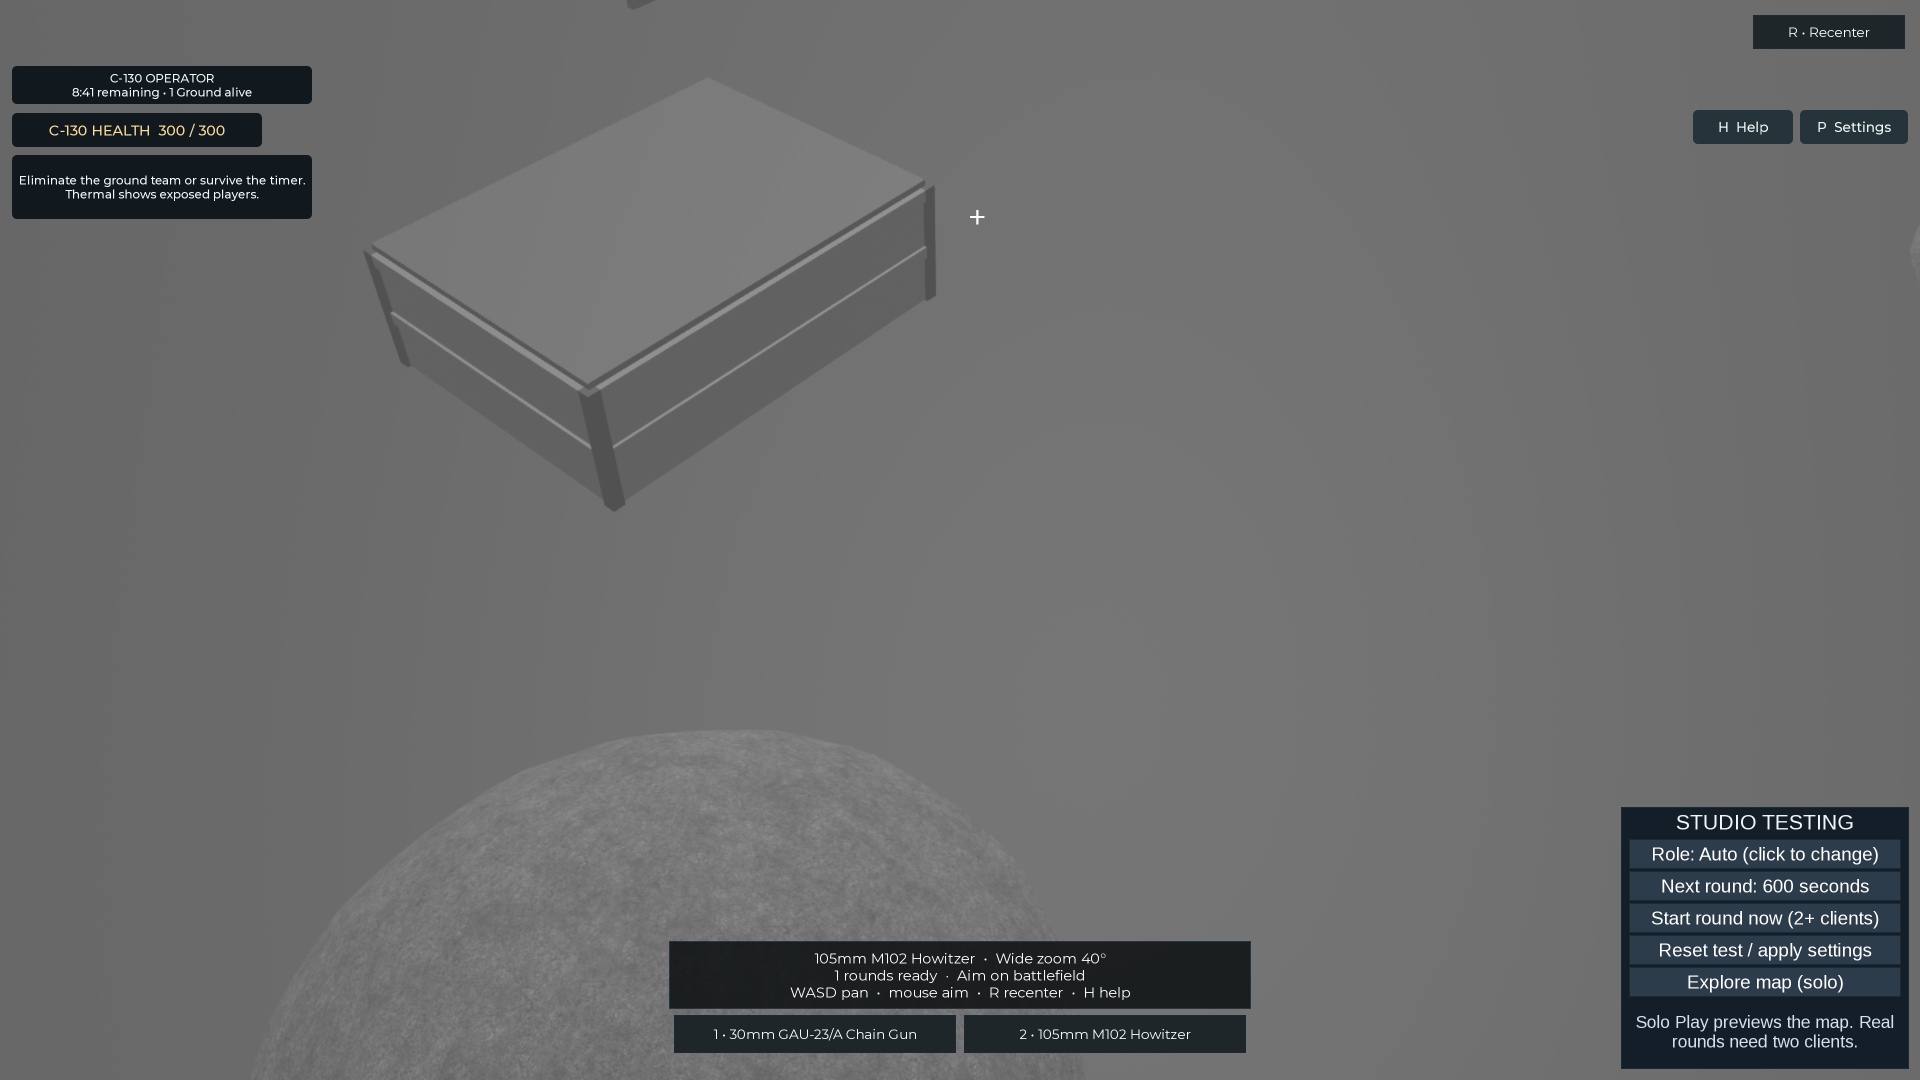 R • Recenter
C-130 OPERATOR
8:41 remaining • 1 Ground alive
C-130 HEALTH  300 / 300
H  Help
P  Settings
Eliminate the ground team or survive the timer.
Thermal shows exposed players.
STUDIO TESTING
Role: Auto (click to change)
Next round: 600 seconds
Start round now (2+ clients)
Reset test / apply settings
Explore map (solo)
Solo Play previews the map. Real
rounds need two clients.
105mm M102 Howitzer  •  Wide zoom 40°
1 rounds ready  ·  Aim on battlefield
WASD pan  •  mouse aim  •  R recenter  •  H help
1 • 30mm GAU-23/A Chain Gun
2 • 105mm M102 Howitzer